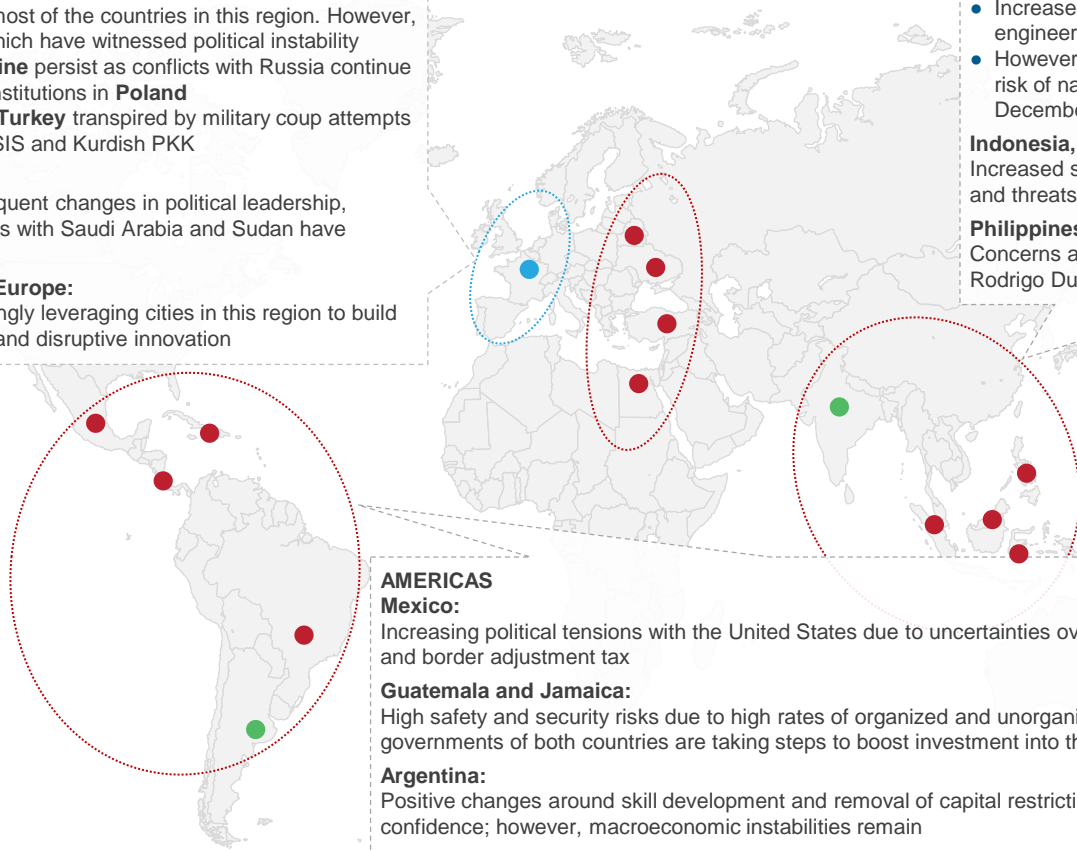 most of the countries in this region. However,
which have witnessed political instability
ine persist as conflicts with Russia continue
nstitutions in Poland
Turkey transpired by military coup attempts
SIS and Kurdish PKK
quent changes in political leadership,
s with Saudi Arabia and Sudan have
Europe:
ngly leveraging cities in this region to build
and disruptive innovation
• Increase
engineer
• However
risk of na
Decembe
Indonesia,
Increased s
and threats
Philippines
Concerns a
Rodrigo Du
AMERICAS
Mexico:
Increasing political tensions with the United States due to uncertainties ov
and border adjustment tax
Guatemala and Jamaica:
High safety and security risks due to high rates of organized and unorgani
governments of both countries are taking steps to boost investment into th
Argentina:
Positive changes around skill development and removal of capital restricti
confidence; however, macroeconomic instabilities remain